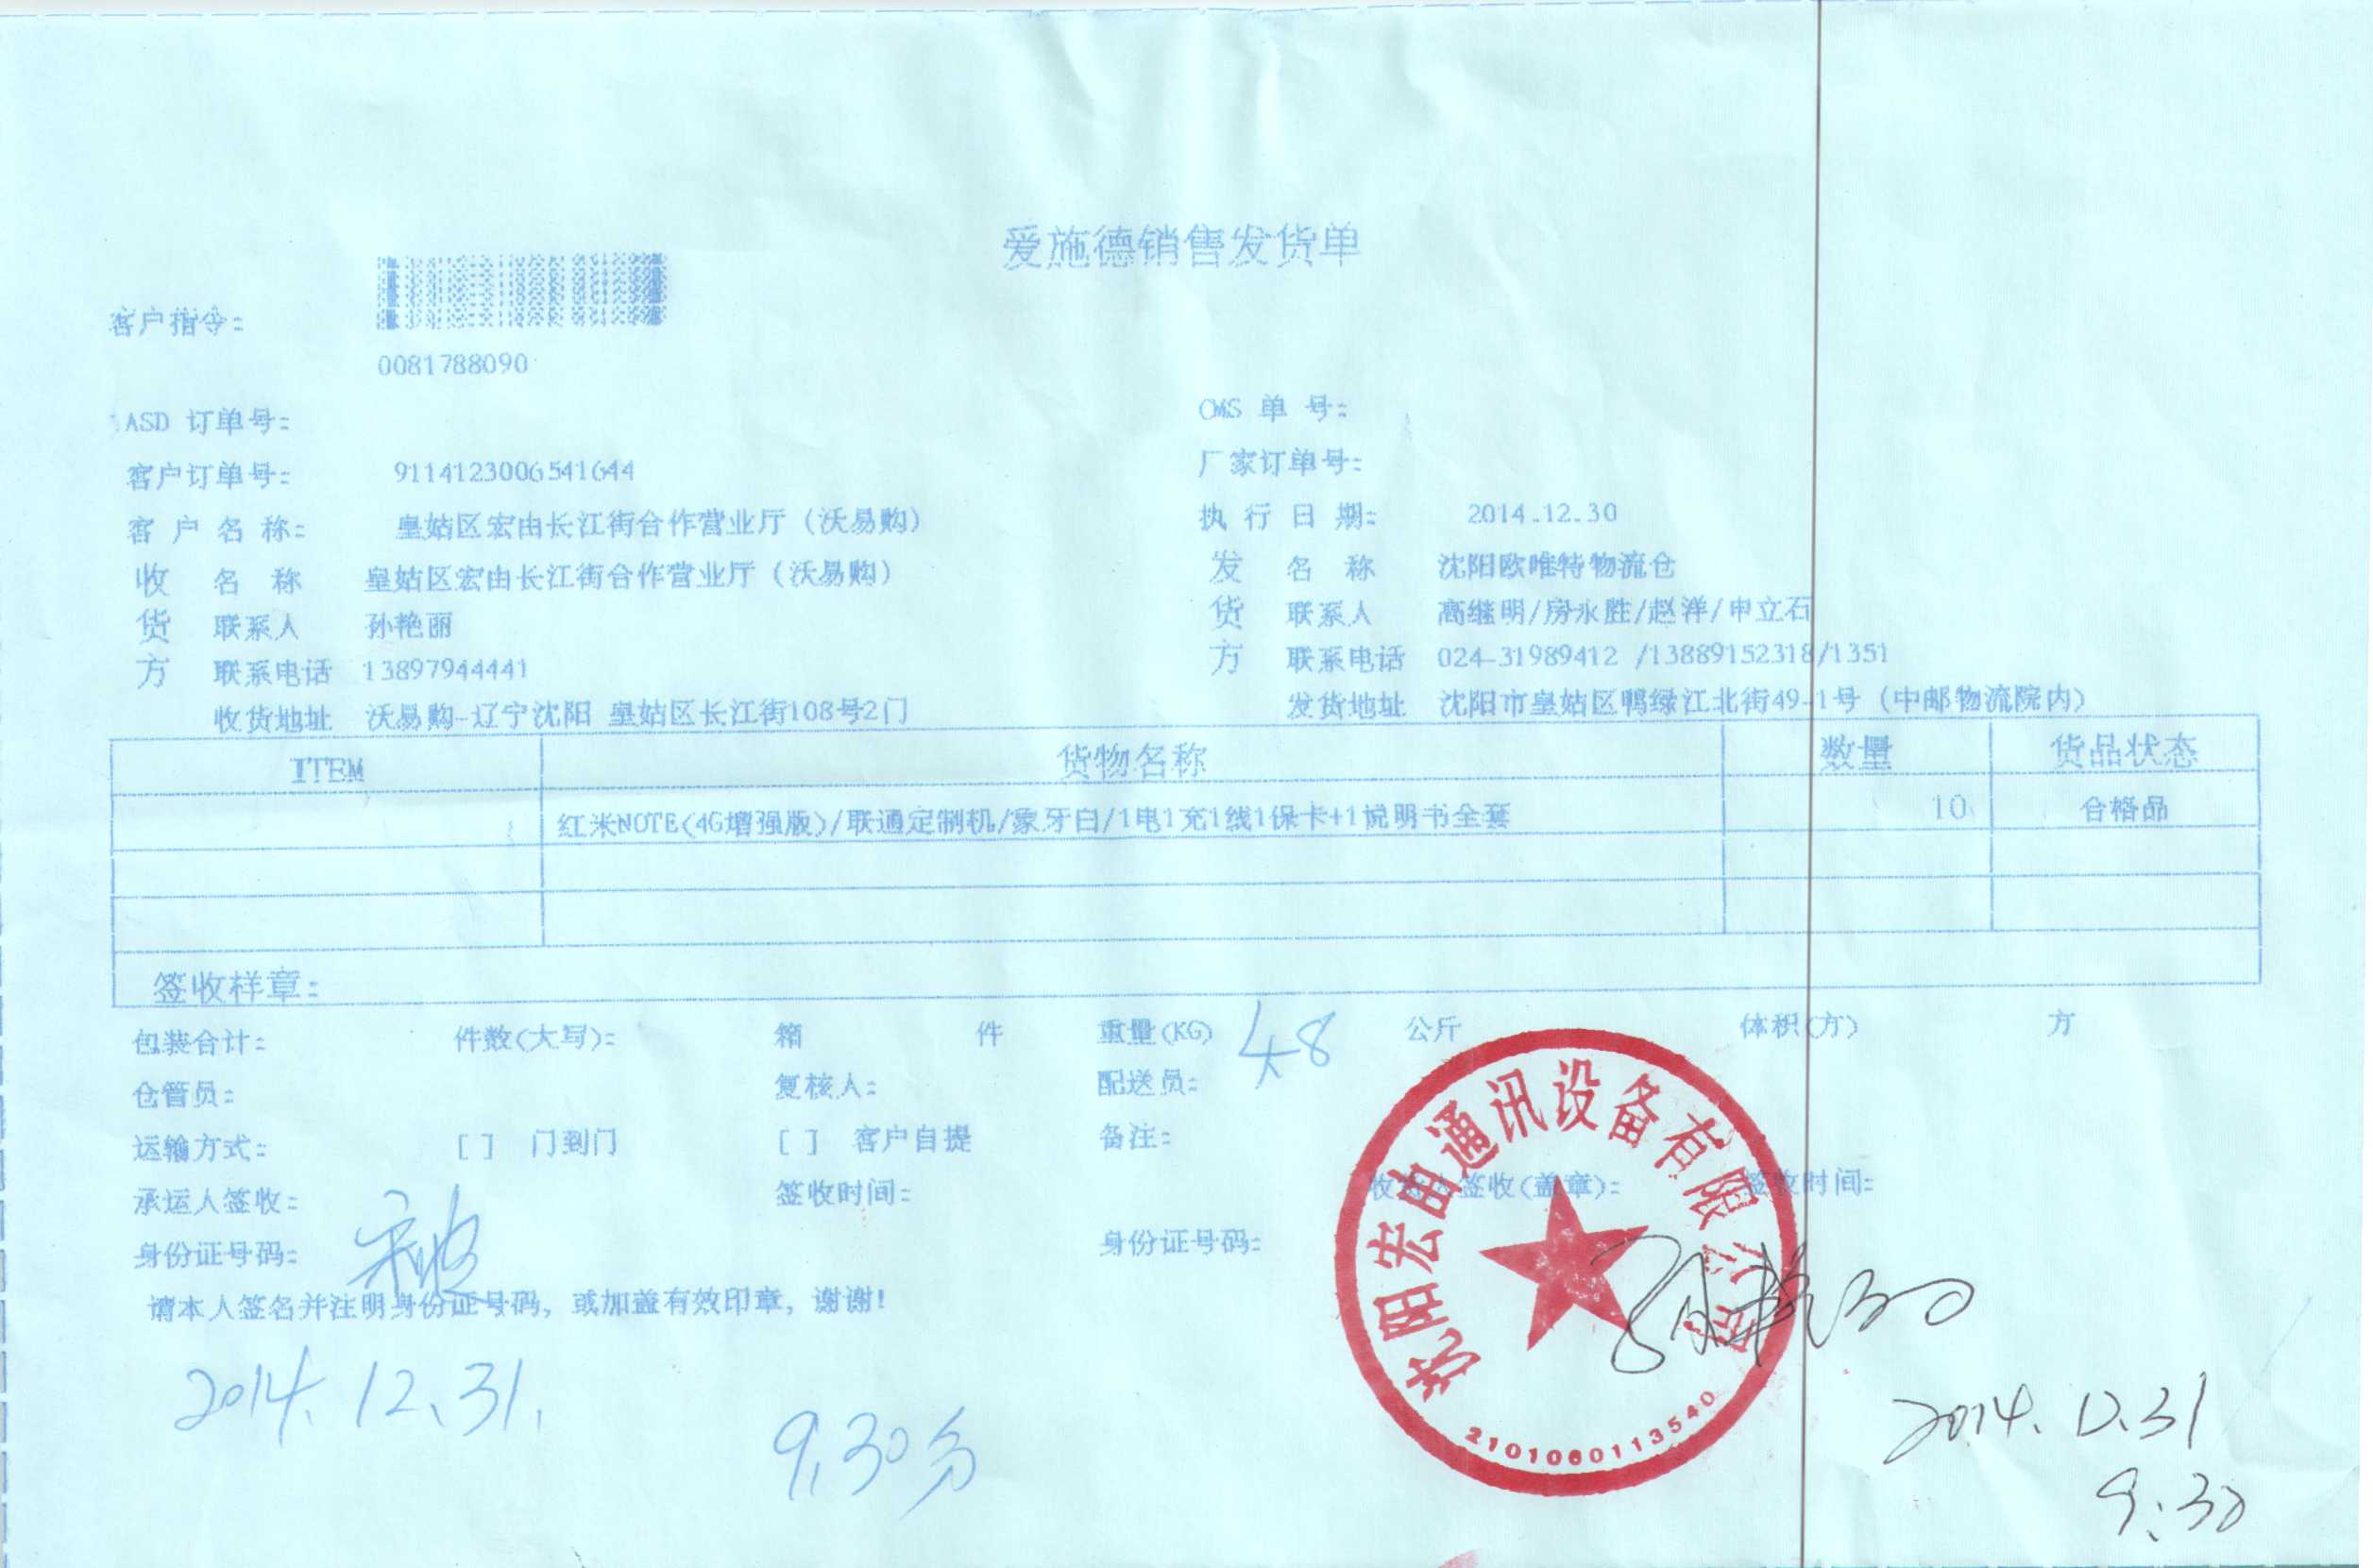 爱施德销售发货单
客户指令:
0081788090
ASD 订单号:
CMS 单 号:
客户订单号: 9114123006541644
厂家订单号:
客 户 名 称: 皇姑区宏由长江街合作营业厅（沃易购）
执 行 日 期: 2014.12.30
收 名 称 皇姑区宏由长江街合作营业厅（沃易购）
发 名 称 沈阳欧唯特物流仓
货 联系人 孙艳丽
货 联系人 高继明/房永胜/赵洋/申立石
方 联系电话 13897944441
方 联系电话 024-31989412 /13889152318/1351
收货地址 沃易购-辽宁沈阳 皇姑区长江街108号2门
发货地址 沈阳市皇姑区鸭绿江北街49-1号（中邮物流院内）
ITEM 货物名称 数量 货品状态
红米NOTE(4G增强版)/联通定制机/象牙白/1电1充1线1保卡+1说明书全套 10 合格品
签收样章:
包装合计: 件数(大写): 箱 件 重量(KG) 4.8 公斤 体积(方) 方
仓管员: 复核人: 配送员:
运输方式: [ ] 门到门 [ ] 客户自提 备注:
承运人签收: 签收时间: 收货人签收(盖章): 签收时间:
身份证号码: 身份证号码:
请本人签名并注明身份证号码, 或加盖有效印章, 谢谢!
沈阳宏由通讯设备有限公司
2101060113540
孙艳丽
2014.12.31.
9.30分
2014.12.31
9:30